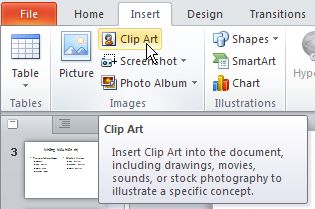 File Home Insert Design Transitions
Table Picture Clip Art Shapes
Screenshot SmartArt
Photo Album Chart
Tables Images Illustrations
3
Clip Art
Insert Clip Art into the document,
including drawings, movies,
sounds, or stock photography to
illustrate a specific concept.